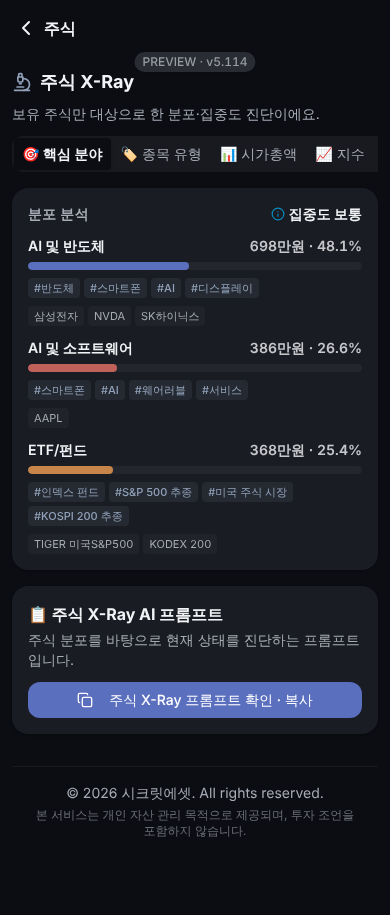 주식
PREVIEW · v5.114
주식 X-Ray
보유 주식만 대상으로 한 분포·집중도 진단이에요.
핵심 분야 종목 유형 시가총액 지수
분포 분석 집중도 보통
AI 및 반도체 698만원 · 48.1%
#반도체 #스마트폰 #AI #디스플레이
삼성전자 NVDA SK하이닉스
AI 및 소프트웨어 386만원 · 26.6%
#스마트폰 #AI #웨어러블 #서비스
AAPL
ETF/펀드 368만원 · 25.4%
#인덱스 펀드 #S&P 500 추종 #미국 주식 시장
#KOSPI 200 추종
TIGER 미국S&P500 KODEX 200
주식 X-Ray AI 프롬프트
주식 분포를 바탕으로 현재 상태를 진단하는 프롬프트
입니다.
주식 X-Ray 프롬프트 확인 · 복사
© 2026 시크릿에셋. All rights reserved.
본 서비스는 개인 자산 관리 목적으로 제공되며, 투자 조언을
포함하지 않습니다.